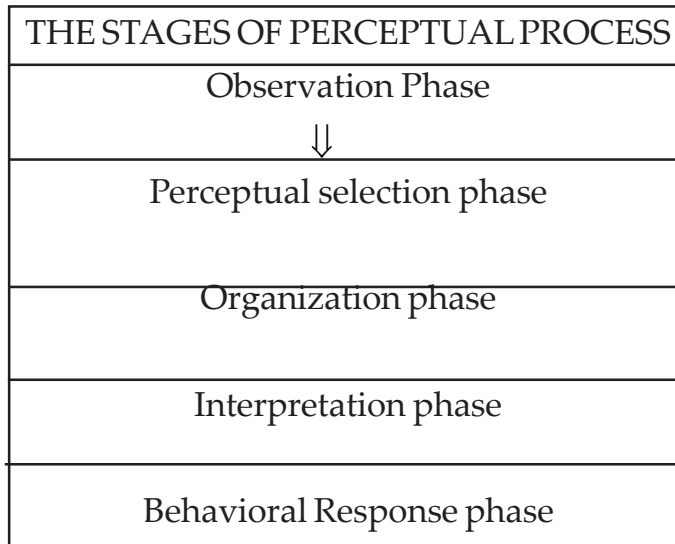 THE STAGES OF PERCEPTUAL PROCESS
Observation Phase
⇓
Perceptual selection phase
Organization phase
Interpretation phase
Behavioral Response phase